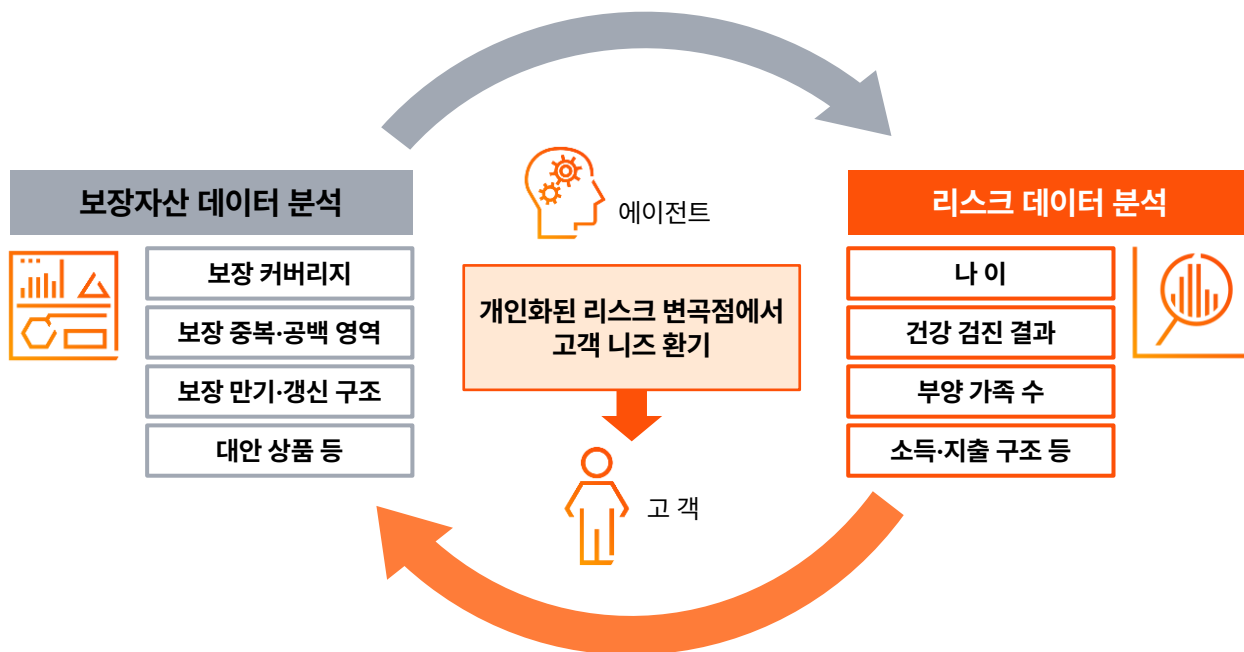 보장자산 데이터 분석
보장 커버리지
보장 중복·공백 영역
보장 만기·갱신 구조
대안 상품 등
에이전트
개인화된 리스크 변곡점에서
고객 니즈 환기
고 객
리스크 데이터 분석
나 이
건강 검진 결과
부양 가족 수
소득·지출 구조 등